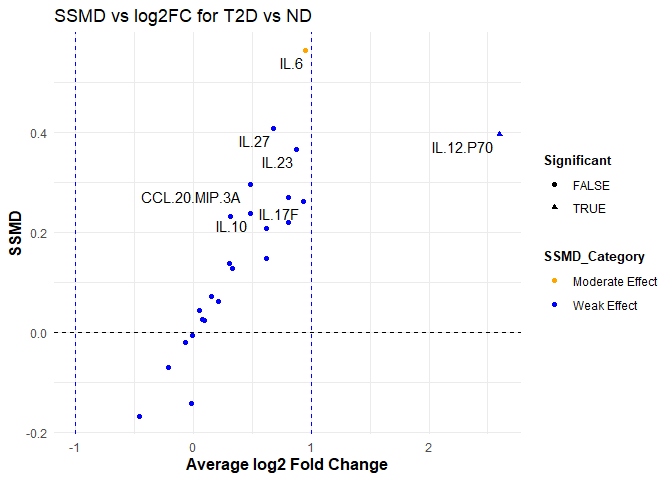 SSMD vs log2FC for T2D vs ND
IL.6
IL.27
IL.23
IL.12.P70
CCL.20.MIP.3A
IL.17F
IL.10
0.4
0.2
0.0
-0.2
SSMD
-1
0
1
2
Average log2 Fold Change
Significant
FALSE
TRUE
SSMD_Category
Moderate Effect
Weak Effect